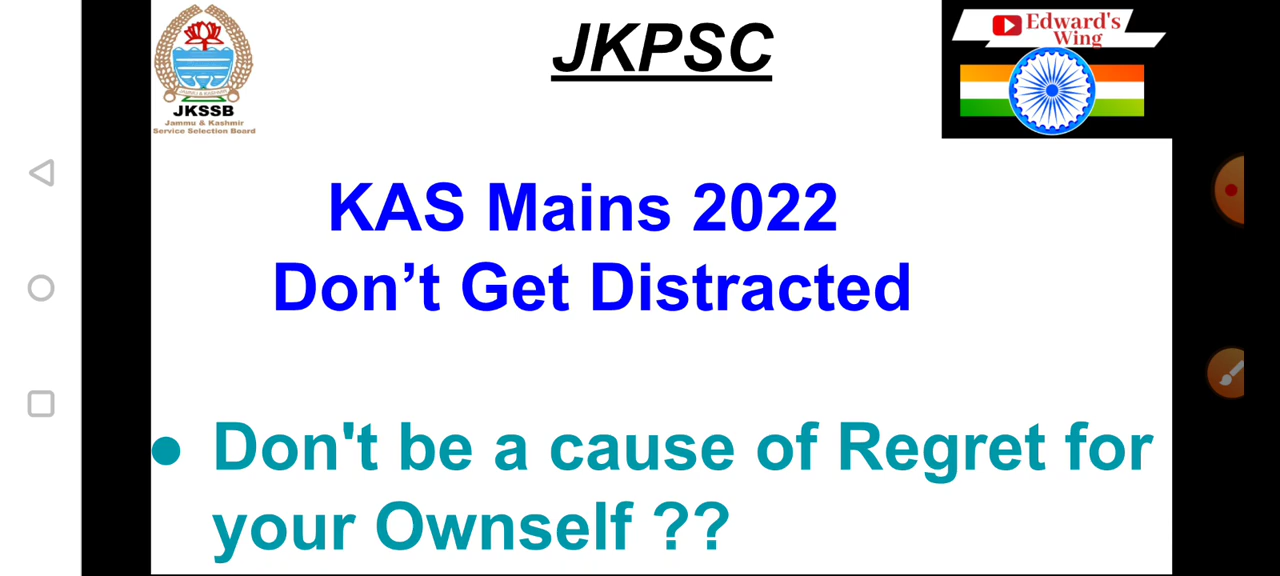 JKPSC
Edward's
Wing
JKSSB
Jammu & Kashmir
Service Selection Board
KAS Mains 2022
Don't Get Distracted
• Don't be a cause of Regret for
your Ownself ??